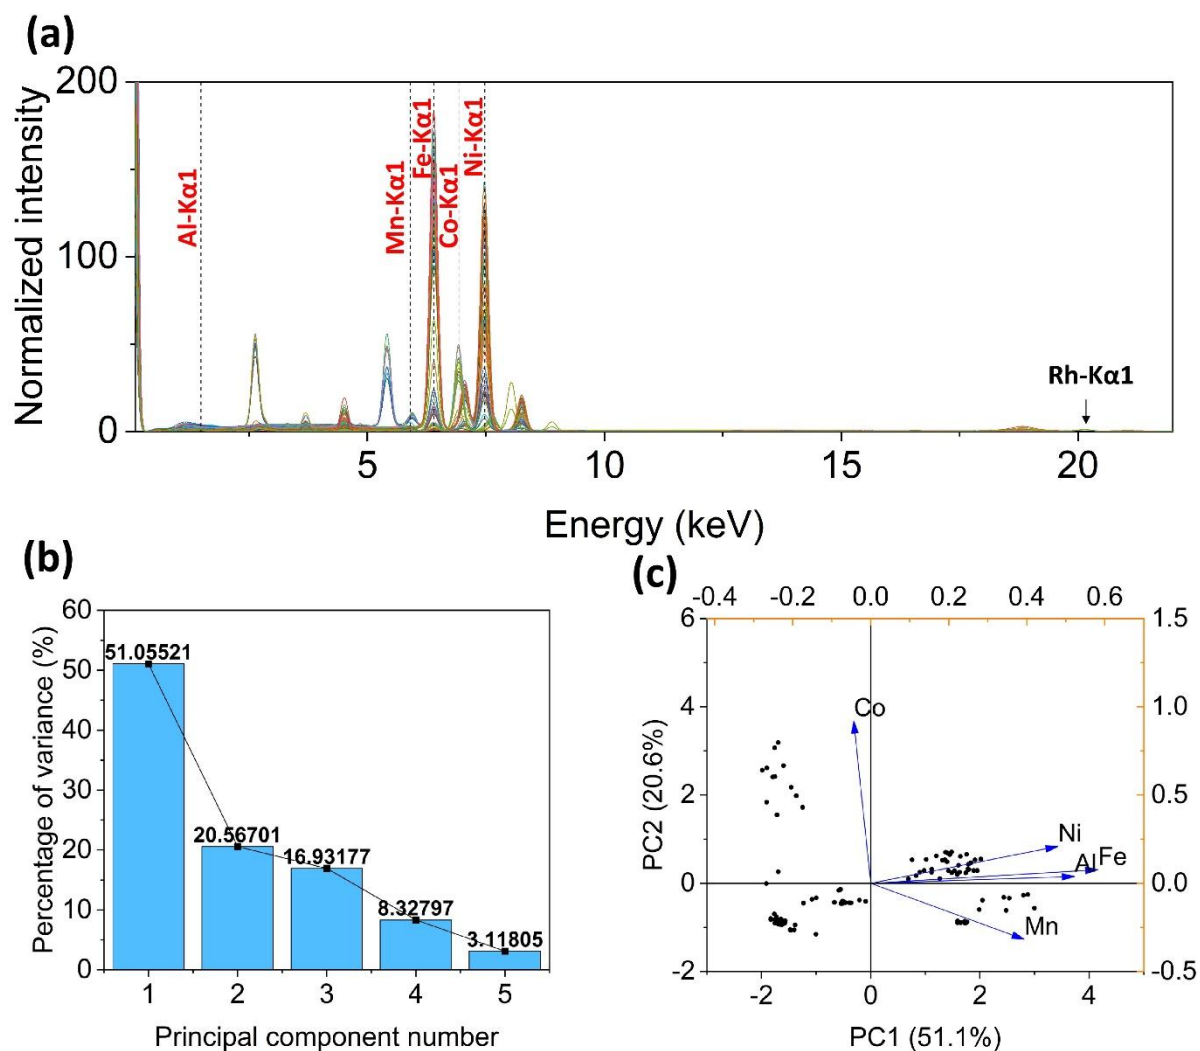 (a)
Normalized intensity
200
100
0
Al-Kα1
Mn-Kα1
Fe-Kα1
Co-Kα1
Ni-Kα1
Rh-Kα1
5
10
15
20
Energy (keV)
(b)
Percentage of variance (%)
60
50
40
30
20
10
0
51.05521
20.56701
16.93177
8.32797
3.11805
1
2
3
4
5
Principal component number
(c)
-0.4
-0.2
0.0
0.2
0.4
0.6
PC2 (20.6%)
6
4
2
0
-2
1.5
1.0
0.5
0.0
-0.5
Co
Ni
Al
Fe
Mn
-2
0
2
4
PC1 (51.1%)